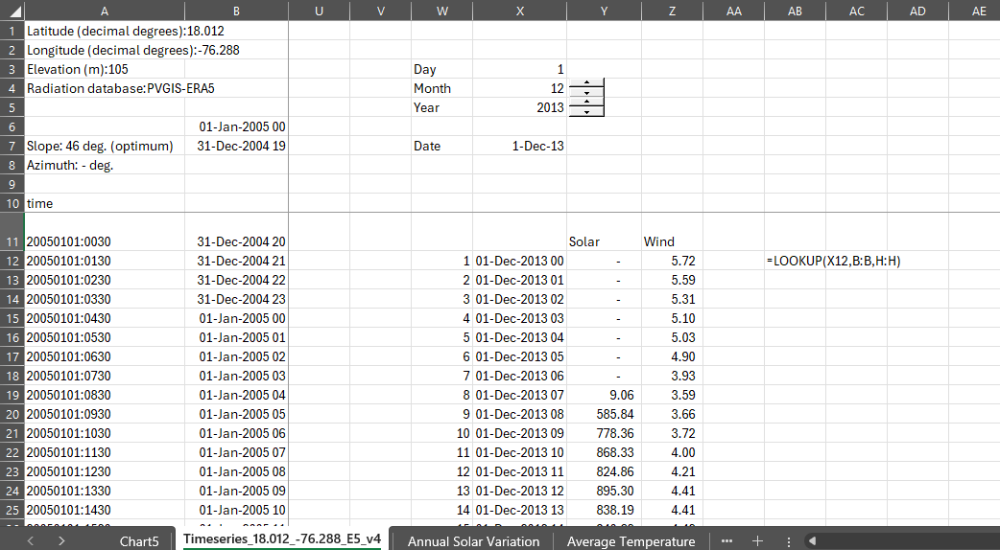 A B U V W X Y Z AA AB AC AD AE
1 Latitude (decimal degrees):18.012
2 Longitude (decimal degrees):-76.288
3 Elevation (m):105 Day 1
4 Radiation database:PVGIS-ERA5 Month 12
5 Year 2013
6 01-Jan-2005 00
7 Slope: 46 deg. (optimum) 31-Dec-2004 19 Date 1-Dec-13
8 Azimuth: - deg.
9
10 time
11 20050101:0030 31-Dec-2004 20 Solar Wind
12 20050101:0130 31-Dec-2004 21 1 01-Dec-2013 00 - 5.72 =LOOKUP(X12,B:B,H:H)
13 20050101:0230 31-Dec-2004 22 2 01-Dec-2013 01 - 5.59
14 20050101:0330 31-Dec-2004 23 3 01-Dec-2013 02 - 5.31
15 20050101:0430 01-Jan-2005 00 4 01-Dec-2013 03 - 5.10
16 20050101:0530 01-Jan-2005 01 5 01-Dec-2013 04 - 5.03
17 20050101:0630 01-Jan-2005 02 6 01-Dec-2013 05 - 4.90
18 20050101:0730 01-Jan-2005 03 7 01-Dec-2013 06 - 3.93
19 20050101:0830 01-Jan-2005 04 8 01-Dec-2013 07 9.06 3.59
20 20050101:0930 01-Jan-2005 05 9 01-Dec-2013 08 585.84 3.66
21 20050101:1030 01-Jan-2005 06 10 01-Dec-2013 09 778.36 3.72
22 20050101:1130 01-Jan-2005 07 11 01-Dec-2013 10 868.33 4.00
23 20050101:1230 01-Jan-2005 08 12 01-Dec-2013 11 824.86 4.21
24 20050101:1330 01-Jan-2005 09 13 01-Dec-2013 12 895.30 4.41
25 20050101:1430 01-Jan-2005 10 14 01-Dec-2013 13 838.19 4.41
Chart5 Timeseries_18.012_-76.288_E5_v4 Annual Solar Variation Average Temperature